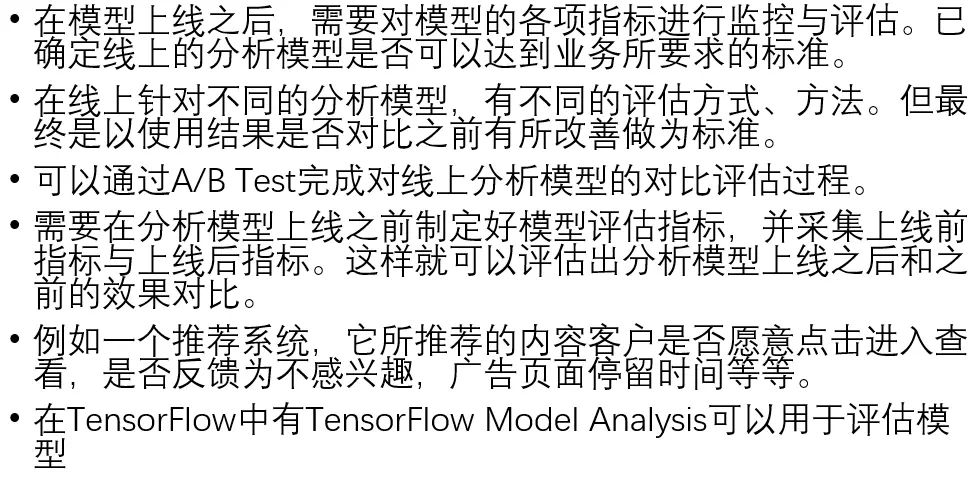 • 在模型上线之后，需要对模型的各项指标进行监控与评估。已
确定线上的分析模型是否可以达到业务所要求的标准。
• 在线上针对不同的分析模型，有不同的评估方式、方法。但最
终是以使用结果是否对比之前有所改善做为标准。
• 可以通过A/B Test完成对线上分析模型的对比评估过程。
• 需要在分析模型上线之前制定好模型评估指标，并采集上线前
指标与上线后指标。这样就可以评估出分析模型上线之后和之
前的效果对比。
• 例如一个推荐系统，它所推荐的内容客户是否愿意点击进入查
看，是否反馈为不感兴趣，广告页面停留时间等等。
• 在TensorFlow中有TensorFlow Model Analysis可以用于评估模
型